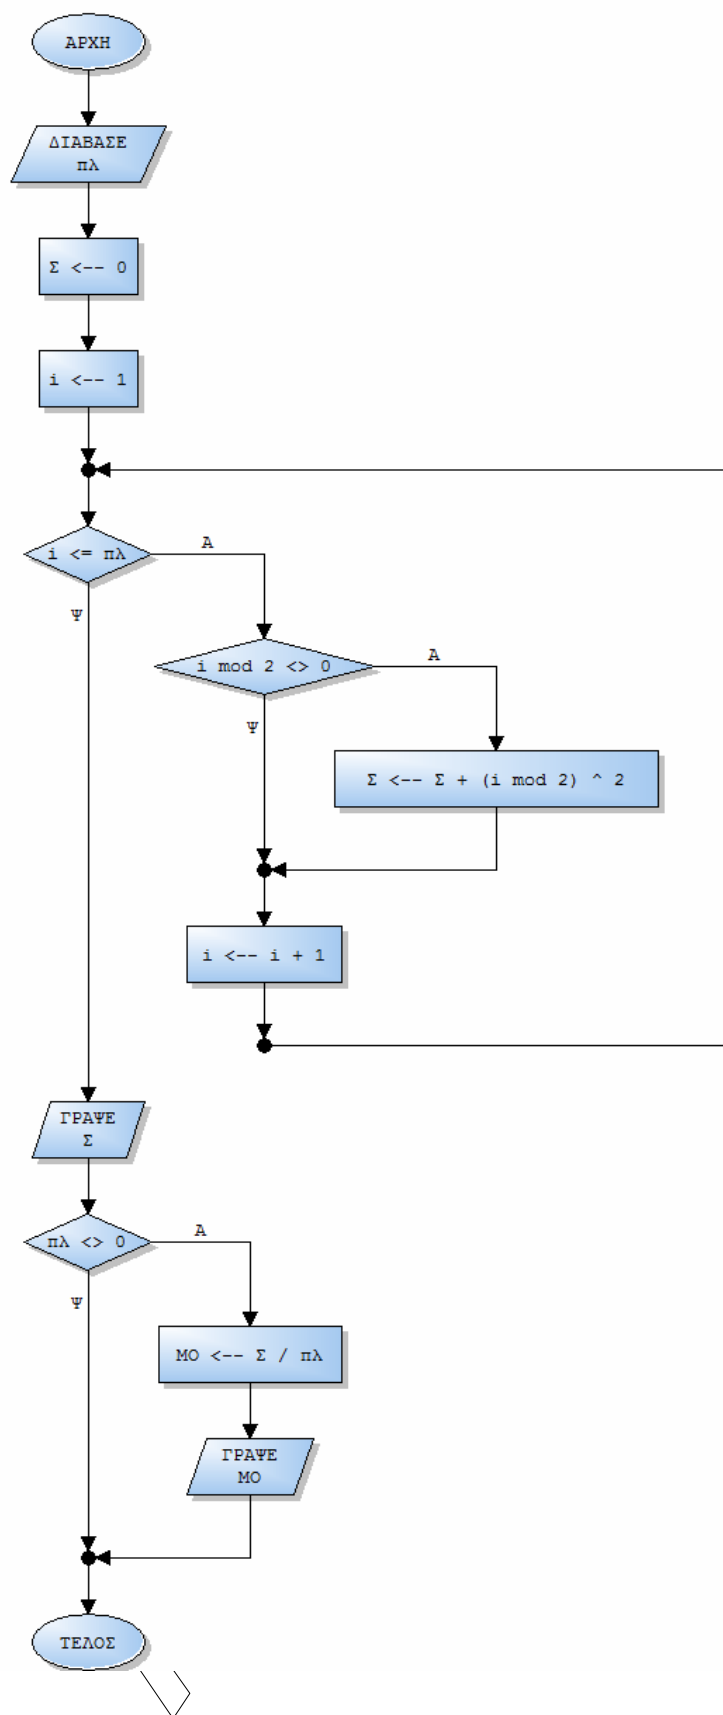 ΑΡΧΗ
ΔΙΑΒΑΣΕ
πλ
Σ <-- 0
i <-- 1
i <= πλ
Α
Ψ
i mod 2 <> 0
Α
Ψ
Σ <-- Σ + (i mod 2) ^ 2
i <-- i + 1
ΓΡΑΨΕ
Σ
πλ <> 0
Α
Ψ
ΜΟ <-- Σ / πλ
ΓΡΑΨΕ
ΜΟ
ΤΕΛΟΣ